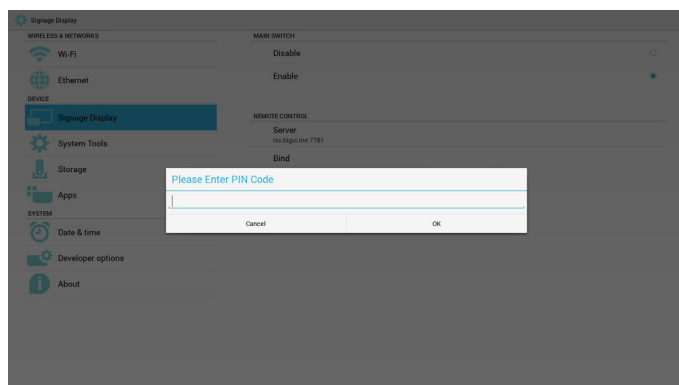 Signage Display
WIRELESS & NETWORKS
Wi-Fi
Ethernet
DEVICE
Signage Display
System Tools
Storage
Apps
SYSTEM
Date & time
Developer options
About
MAIN SWITCH
Disable
Enable
REMOTE CONTROL
Server
Bind
Please Enter PIN Code
Cancel
OK